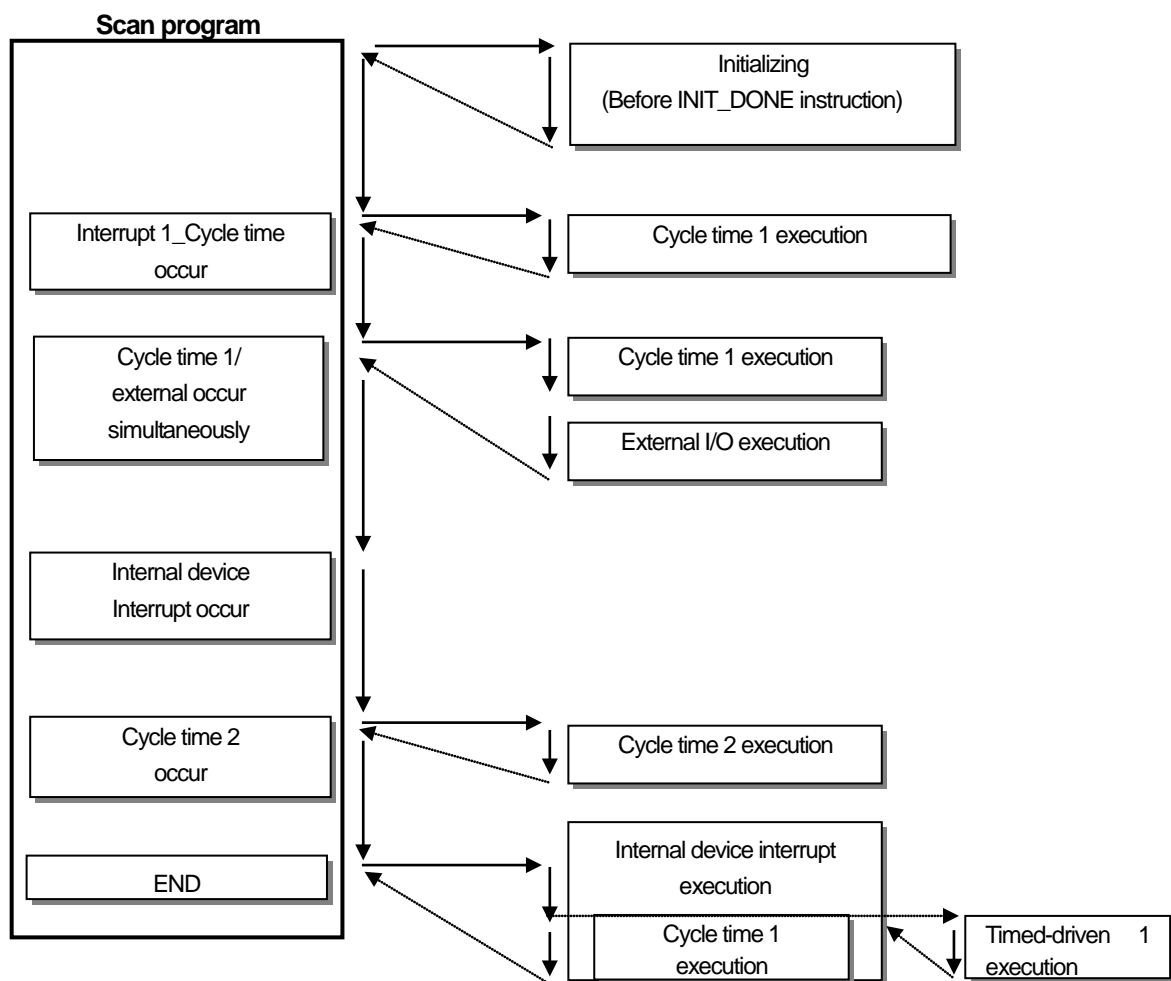 Scan program
Initializing
(Before INIT_DONE instruction)
Interrupt 1_Cycle time
occur
Cycle time 1 execution
Cycle time 1/
external occur
simultaneously
Cycle time 1 execution
External I/O execution
Internal device
Interrupt occur
Cycle time 2
occur
Cycle time 2 execution
END
Internal device interrupt
execution
Cycle time 1
execution
Timed-driven 1
execution